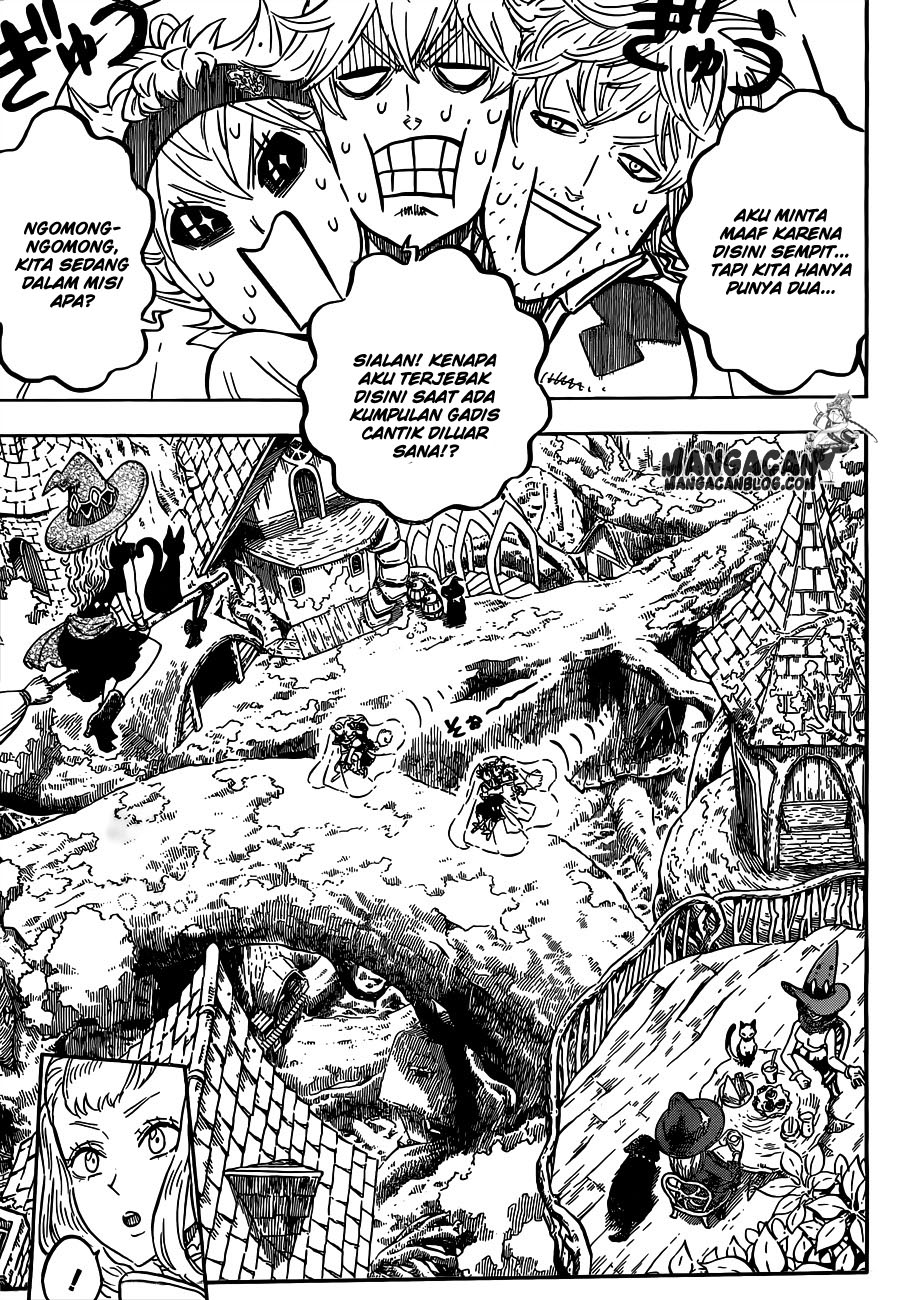 ぎゅう
ぎゅう
AKU MINTA
MAAF KARENA
DISINI SEMPIT...
TAPI KITA HANYA
PUNYA DUA...
NGOMONG-
NGOMONG,
KITA SEDANG
DALAM MISI
APA?
SIALAN! KENAPA
AKU TERJEBAK
DISINI SAAT ADA
KUMPULAN GADIS
CANTIK DILUAR
SANA!?
MANGACAN
MANGACANBLOG.COM
!